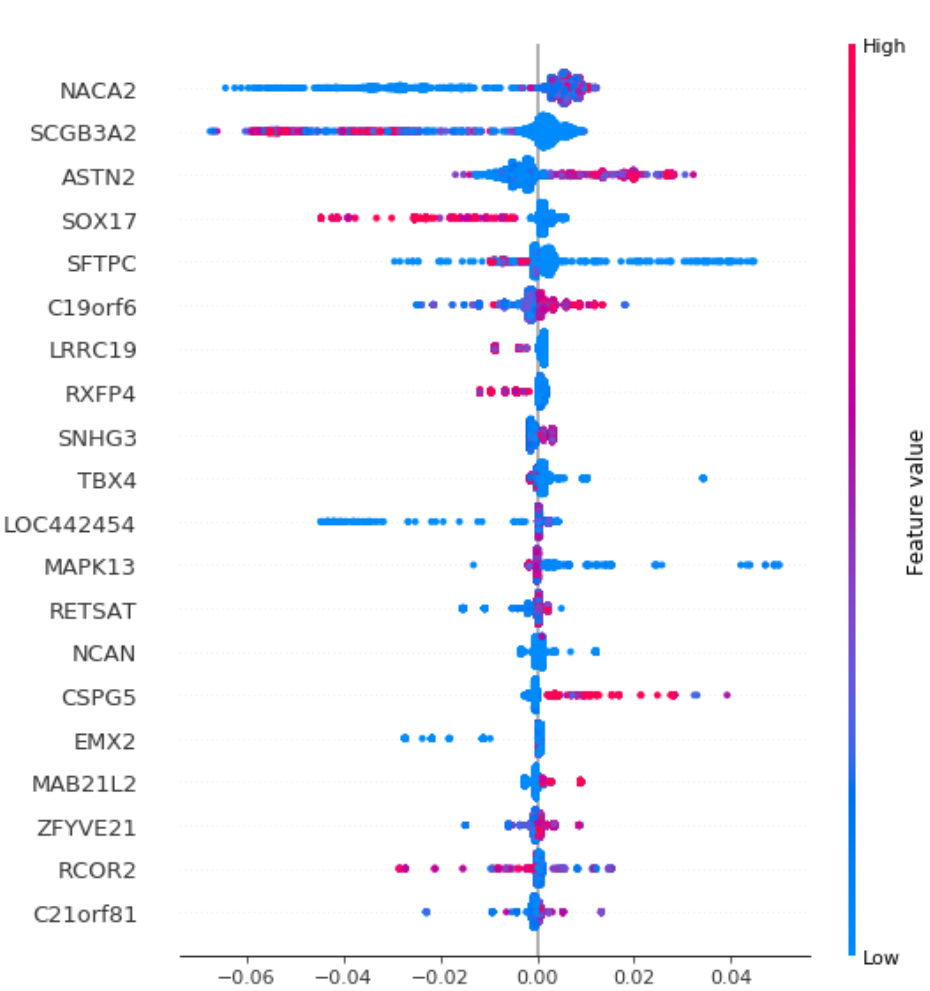 High
NACA2
SCGB3A2
ASTN2
SOX17
SFTPC
C19orf6
LRRC19
RXFP4
SNHG3
TBX4
LOC442454
MAPK13
RETSAT
NCAN
CSPG5
EMX2
MAB21L2
ZFYVE21
RCOR2
C21orf81
Feature value
Low
−0.06 −0.04 −0.02 0.00 0.02 0.04